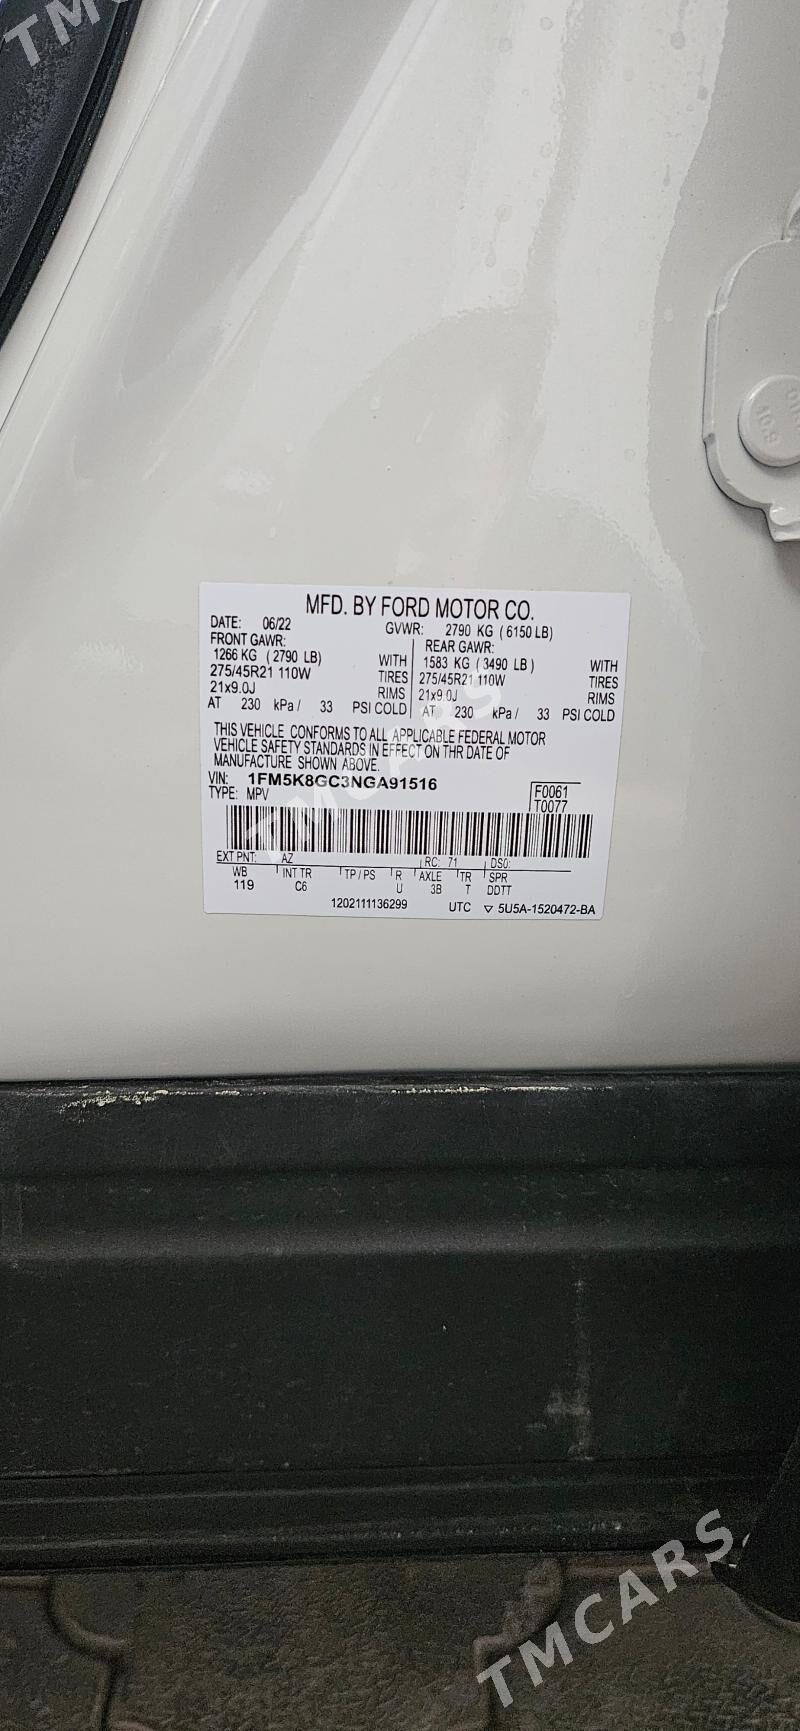 TMCARS
MFD. BY FORD MOTOR CO.
DATE: 06/22
GVWR: 2790 KG (6150 LB)
FRONT GAWR:
REAR GAWR:
1266 KG (2790 LB) WITH
1583 KG (3490 LB) WITH
275/45R21 110W TIRES
275/45R21 110W TIRES
21x9.0J RIMS
21x9.0J RIMS
AT 230 kPa / 33 PSI COLD
AT 230 kPa / 33 PSI COLD
THIS VEHICLE CONFORMS TO ALL APPLICABLE FEDERAL MOTOR
VEHICLE SAFETY STANDARDS IN EFFECT ON THR DATE OF
MANUFACTURE SHOWN ABOVE.
VIN: 1FM5K8GC3NGA91516
TYPE: MPV
F0061
T0077
TMCARS
EXT PNT: AZ RC: 71 DSO:
WB INT TR TP/PS R AXLE TR SPR
119 C6 U 3B T DDTT
1202111136299 UTC ▽ 5U5A-1520472-BA
TMCARS